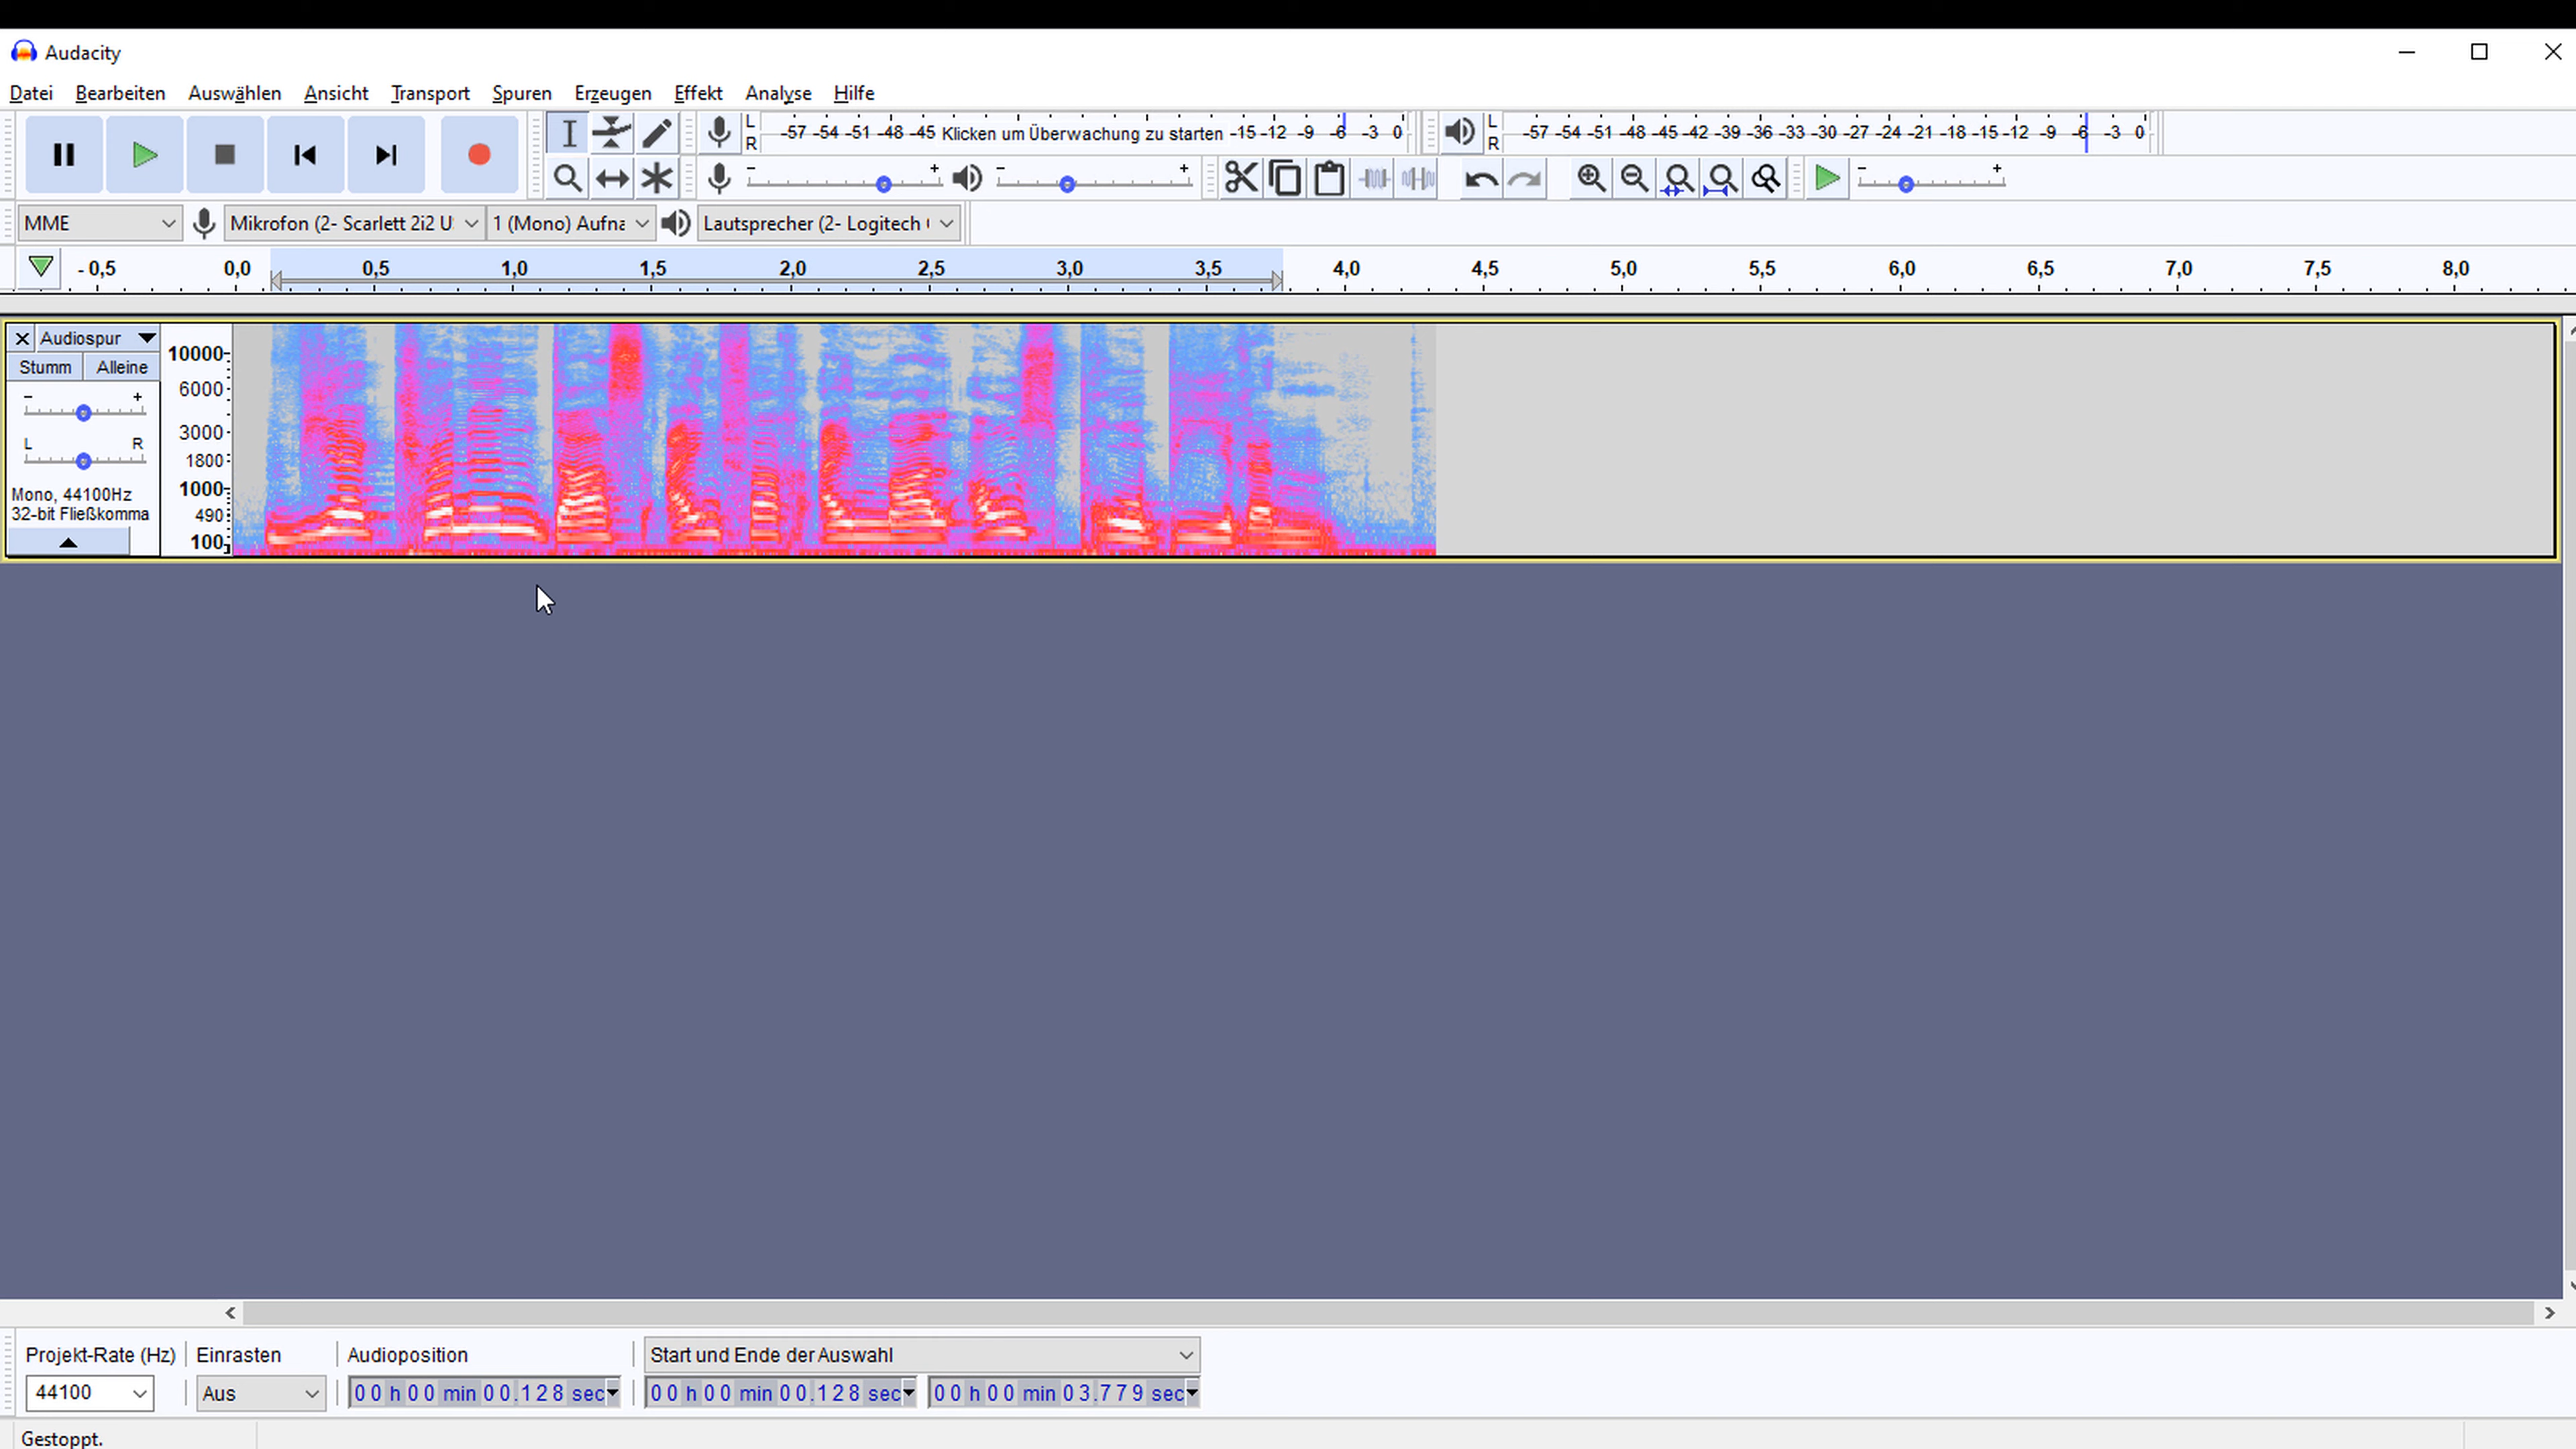 Audacity
Datei Bearbeiten Auswählen Ansicht Transport Spuren Erzeugen Effekt Analyse Hilfe
L R -57 -54 -51 -48 -45 Klicken um Überwachung zu starten -15 -12 -9 -6 -3 0
L R -57 -54 -51 -48 -45 -42 -39 -36 -33 -30 -27 -24 -21 -18 -15 -12 -9 -6 -3 0
- + - + - +
MME Mikrofon (2- Scarlett 2i2 U 1 (Mono) Aufna Lautsprecher (2- Logitech
-0,5 0,0 0,5 1,0 1,5 2,0 2,5 3,0 3,5 4,0 4,5 5,0 5,5 6,0 6,5 7,0 7,5 8,0
Audiospur
Stumm Alleine
- +
L R
Mono, 44100Hz
32-bit Fließkomma
10000
6000
3000
1800
1000
490
100
Projekt-Rate (Hz) Einrasten Audioposition Start und Ende der Auswahl
44100 Aus 00 h 00 min 00.128 sec 00 h 00 min 00.128 sec 00 h 00 min 03.779 sec
Gestoppt.